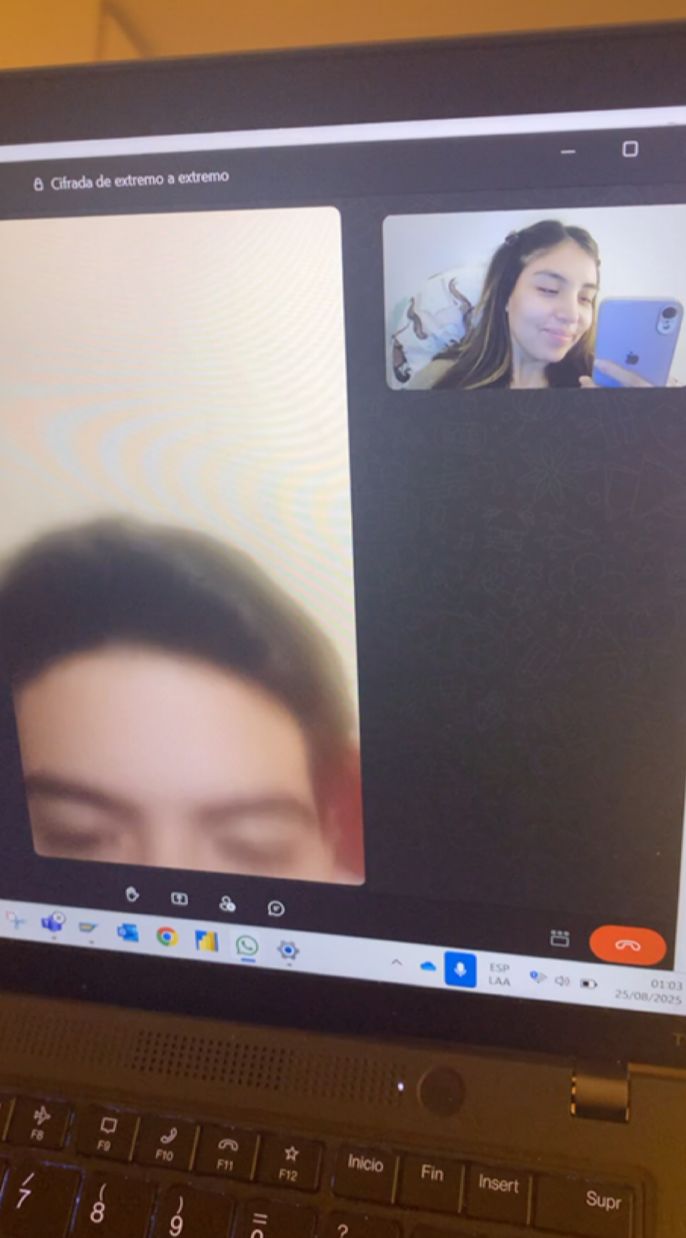 Cifrada de extremo a extremo
ESP
LAA
01:03
25/08/2025
F8
F9
F10
F11
F12
Inicio
Fin
Insert
Supr
/
7
(
8
)
9
=
?